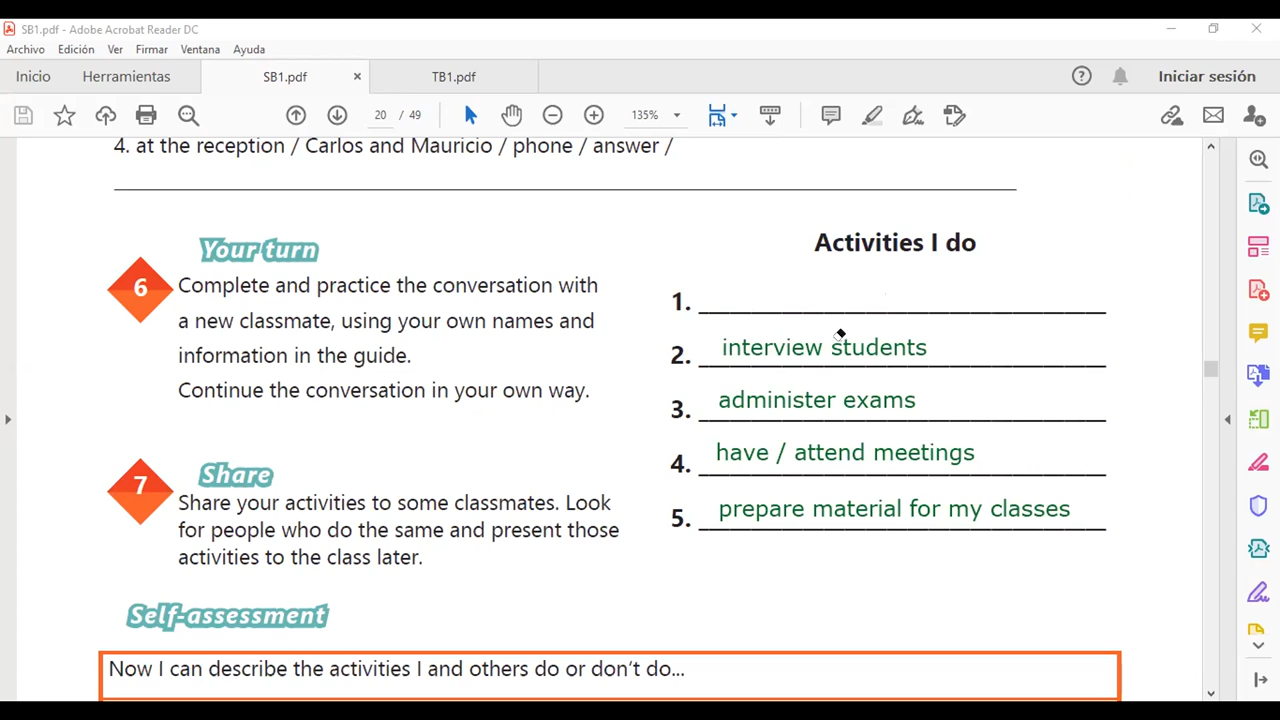 SB1.pdf - Adobe Acrobat Reader DC
Archivo Edición Ver Firmar Ventana Ayuda
Inicio Herramientas SB1.pdf × TB1.pdf Iniciar sesión
20 / 49 135%
4. at the reception / Carlos and Mauricio / phone / answer /
Your turn
6
Complete and practice the conversation with
a new classmate, using your own names and
information in the guide.
Continue the conversation in your own way.
7
Share
Share your activities to some classmates. Look
for people who do the same and present those
activities to the class later.
Activities I do
1.
2. interview students
3. administer exams
4. have / attend meetings
5. prepare material for my classes
Self-assessment
Now I can describe the activities I and others do or don't do...